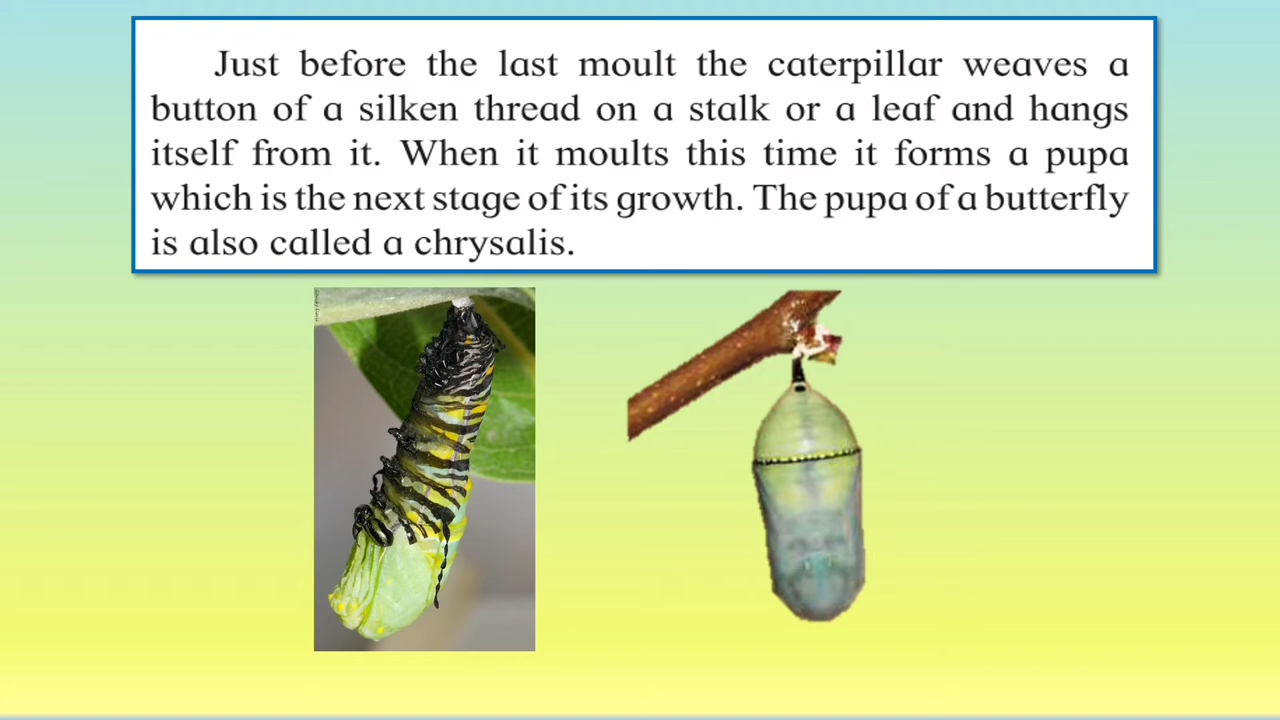 Just before the last moult the caterpillar weaves a
button of a silken thread on a stalk or a leaf and hangs
itself from it. When it moults this time it forms a pupa
which is the next stage of its growth. The pupa of a butterfly
is also called a chrysalis.